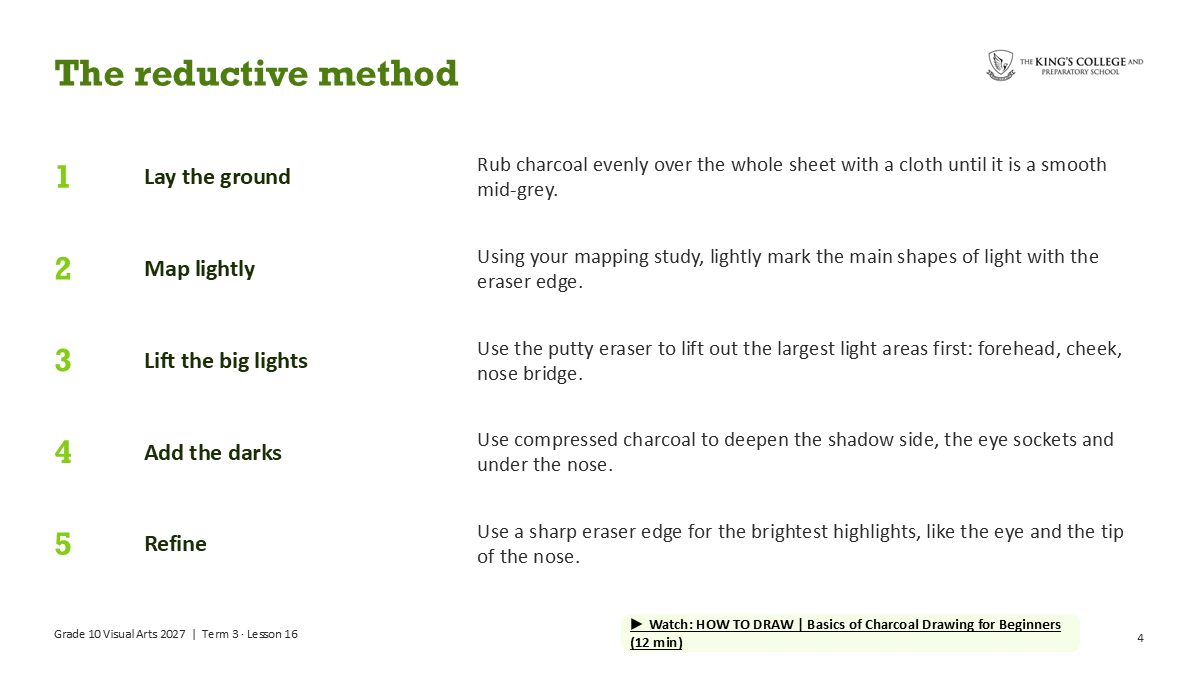 The reductive method
THE KING'S COLLEGE AND
PREPARATORY SCHOOL
1
Lay the ground
Rub charcoal evenly over the whole sheet with a cloth until it is a smooth
mid-grey.
2
Map lightly
Using your mapping study, lightly mark the main shapes of light with the
eraser edge.
3
Lift the big lights
Use the putty eraser to lift out the largest light areas first: forehead, cheek,
nose bridge.
4
Add the darks
Use compressed charcoal to deepen the shadow side, the eye sockets and
under the nose.
5
Refine
Use a sharp eraser edge for the brightest highlights, like the eye and the tip
of the nose.
Grade 10 Visual Arts 2027 | Term 3 · Lesson 16
▶ Watch: HOW TO DRAW | Basics of Charcoal Drawing for Beginners
(12 min)
4